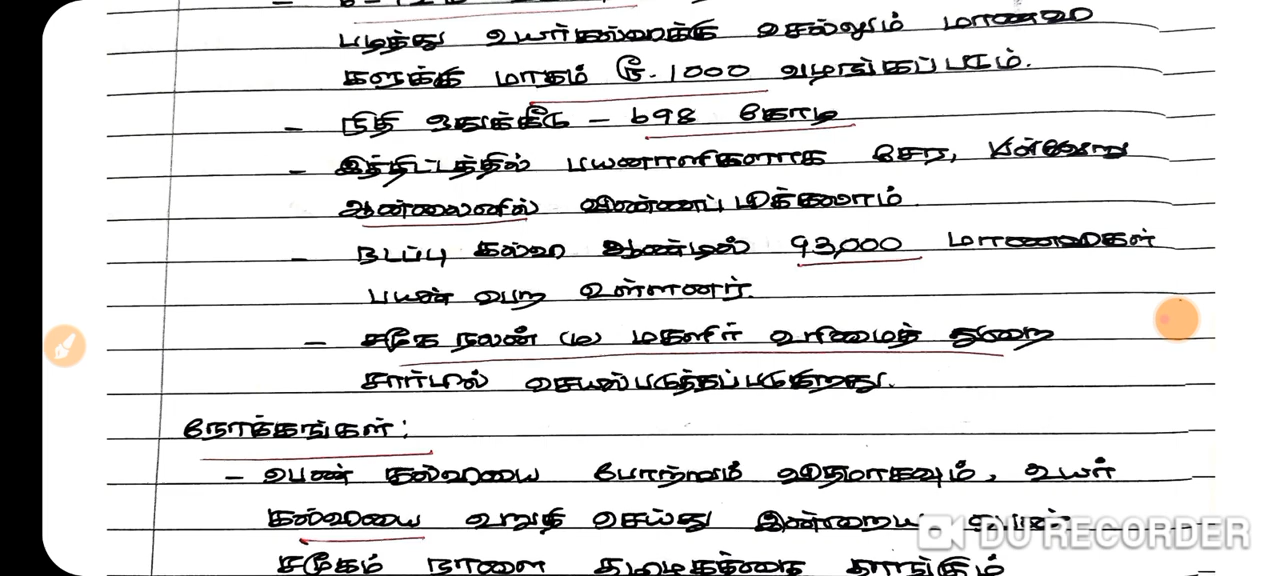 படித்து உயர்கல்விக்கு செல்லும் மாணவி
களுக்கு மாதம் ரூ.1000 வழங்கப்படும்.
- நிதி ஒதுக்கீடு - 698 கோடி
- இத்திட்டத்தில் பயனாளிகளாக சேர,
ஆன்லைனில் விண்ணப்பிக்கலாம்.
- நடப்பு கல்வி ஆண்டில் 93,000 மாணவிகள்
பயன் பெற உள்ளனர்.
- சமூக நலன் (ம) மகளிர் உரிமைத் துறை
சார்பில் செயல்படுத்தப்படுகிறது.
நோக்கங்கள்:
- பெண் கல்வியை போற்றும் விதமாகவும், உயர்
கல்வியை உறுதி செய்து இன்றைய பெண்
சமூகம் நாளை தமிழகத்தை தாங்கும்
DU RECORDER